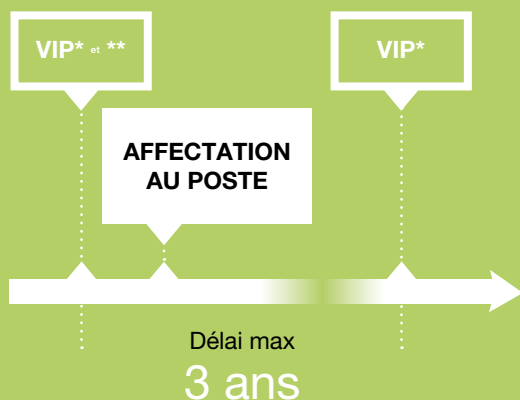 VIP* et **
VIP*
AFFECTATION
AU POSTE
Délai max
3 ans